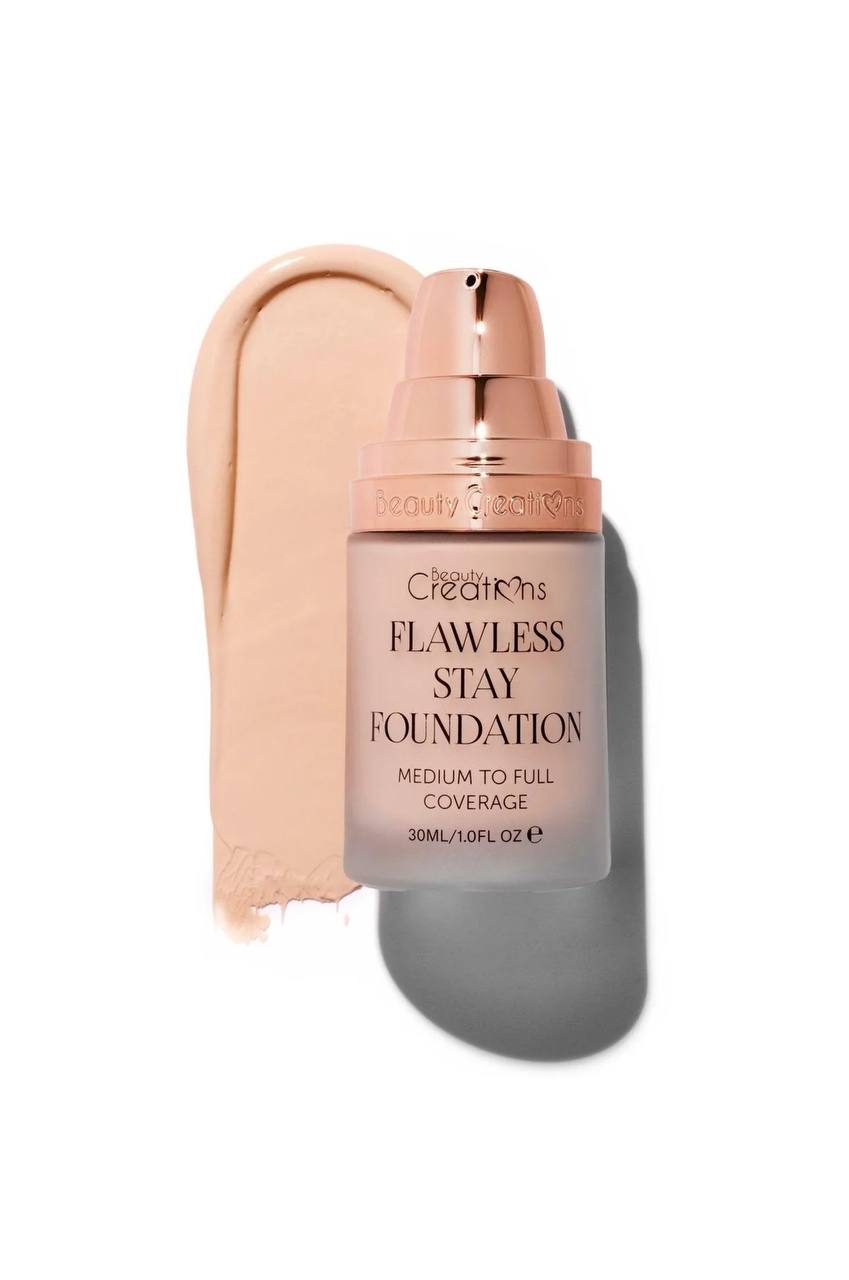 Beauty Creations
Beauty
Creations
FLAWLESS
STAY
FOUNDATION
MEDIUM TO FULL
COVERAGE
30ML/1.0FL OZ ℮